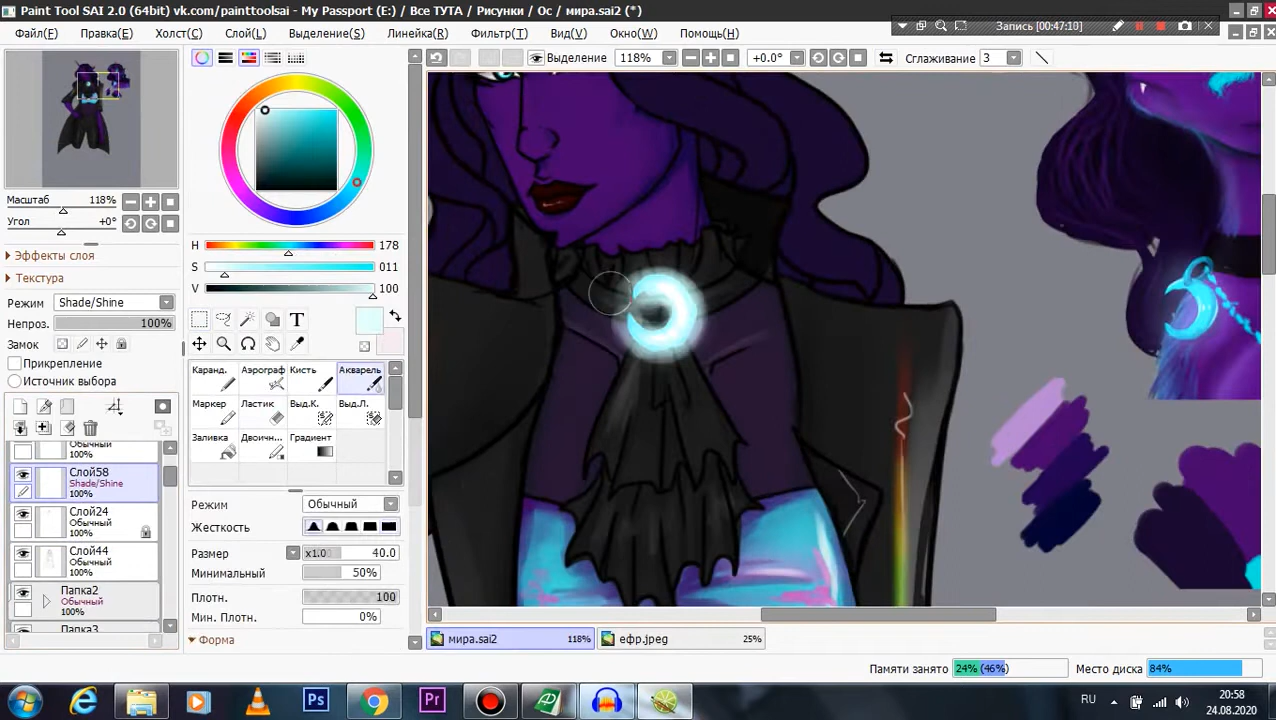 Paint Tool SAI 2.0 (64bit) vk.com/painttoolsai - My Passport (E:) / Все ТУТА / Рисунки / Ос / мира.sai2 (*)
Запись [00:47:10]
Файл(F) Правка(E) Холст(C) Слой(L) Выделение(S) Линейка(R) Фильтр(T) Вид(V) Окно(W) Помощь(H)
Выделение 118% +0.0° Сглаживание 3
Масштаб 118%
Угол +0°
Эффекты слоя
Текстура
Режим Shade/Shine
Непроз. 100%
Замок
Прикрепление
Источник выбора
Обычный
100%
Слой58
Shade/Shine
100%
Слой24
Обычный
100%
Слой44
Обычный
100%
Папка2
Обычный
100%
Папка3
H 178
S 011
V 100
T
Каранд. Аэрограф Кисть Акварель
Маркер Ластик Выд.К. Выд.Л.
Заливка Двоичн... Градиент
Режим Обычный
Жесткость
Размер x1.0 40.0
Минимальный 50%
Плотн. 100
Мин. Плотн. 0%
Форма
мира.sai2 118% ефр.jpeg 25%
Памяти занято 24% (46%) Место диска 84%
Ps Pr RU 20:58
24.08.2020